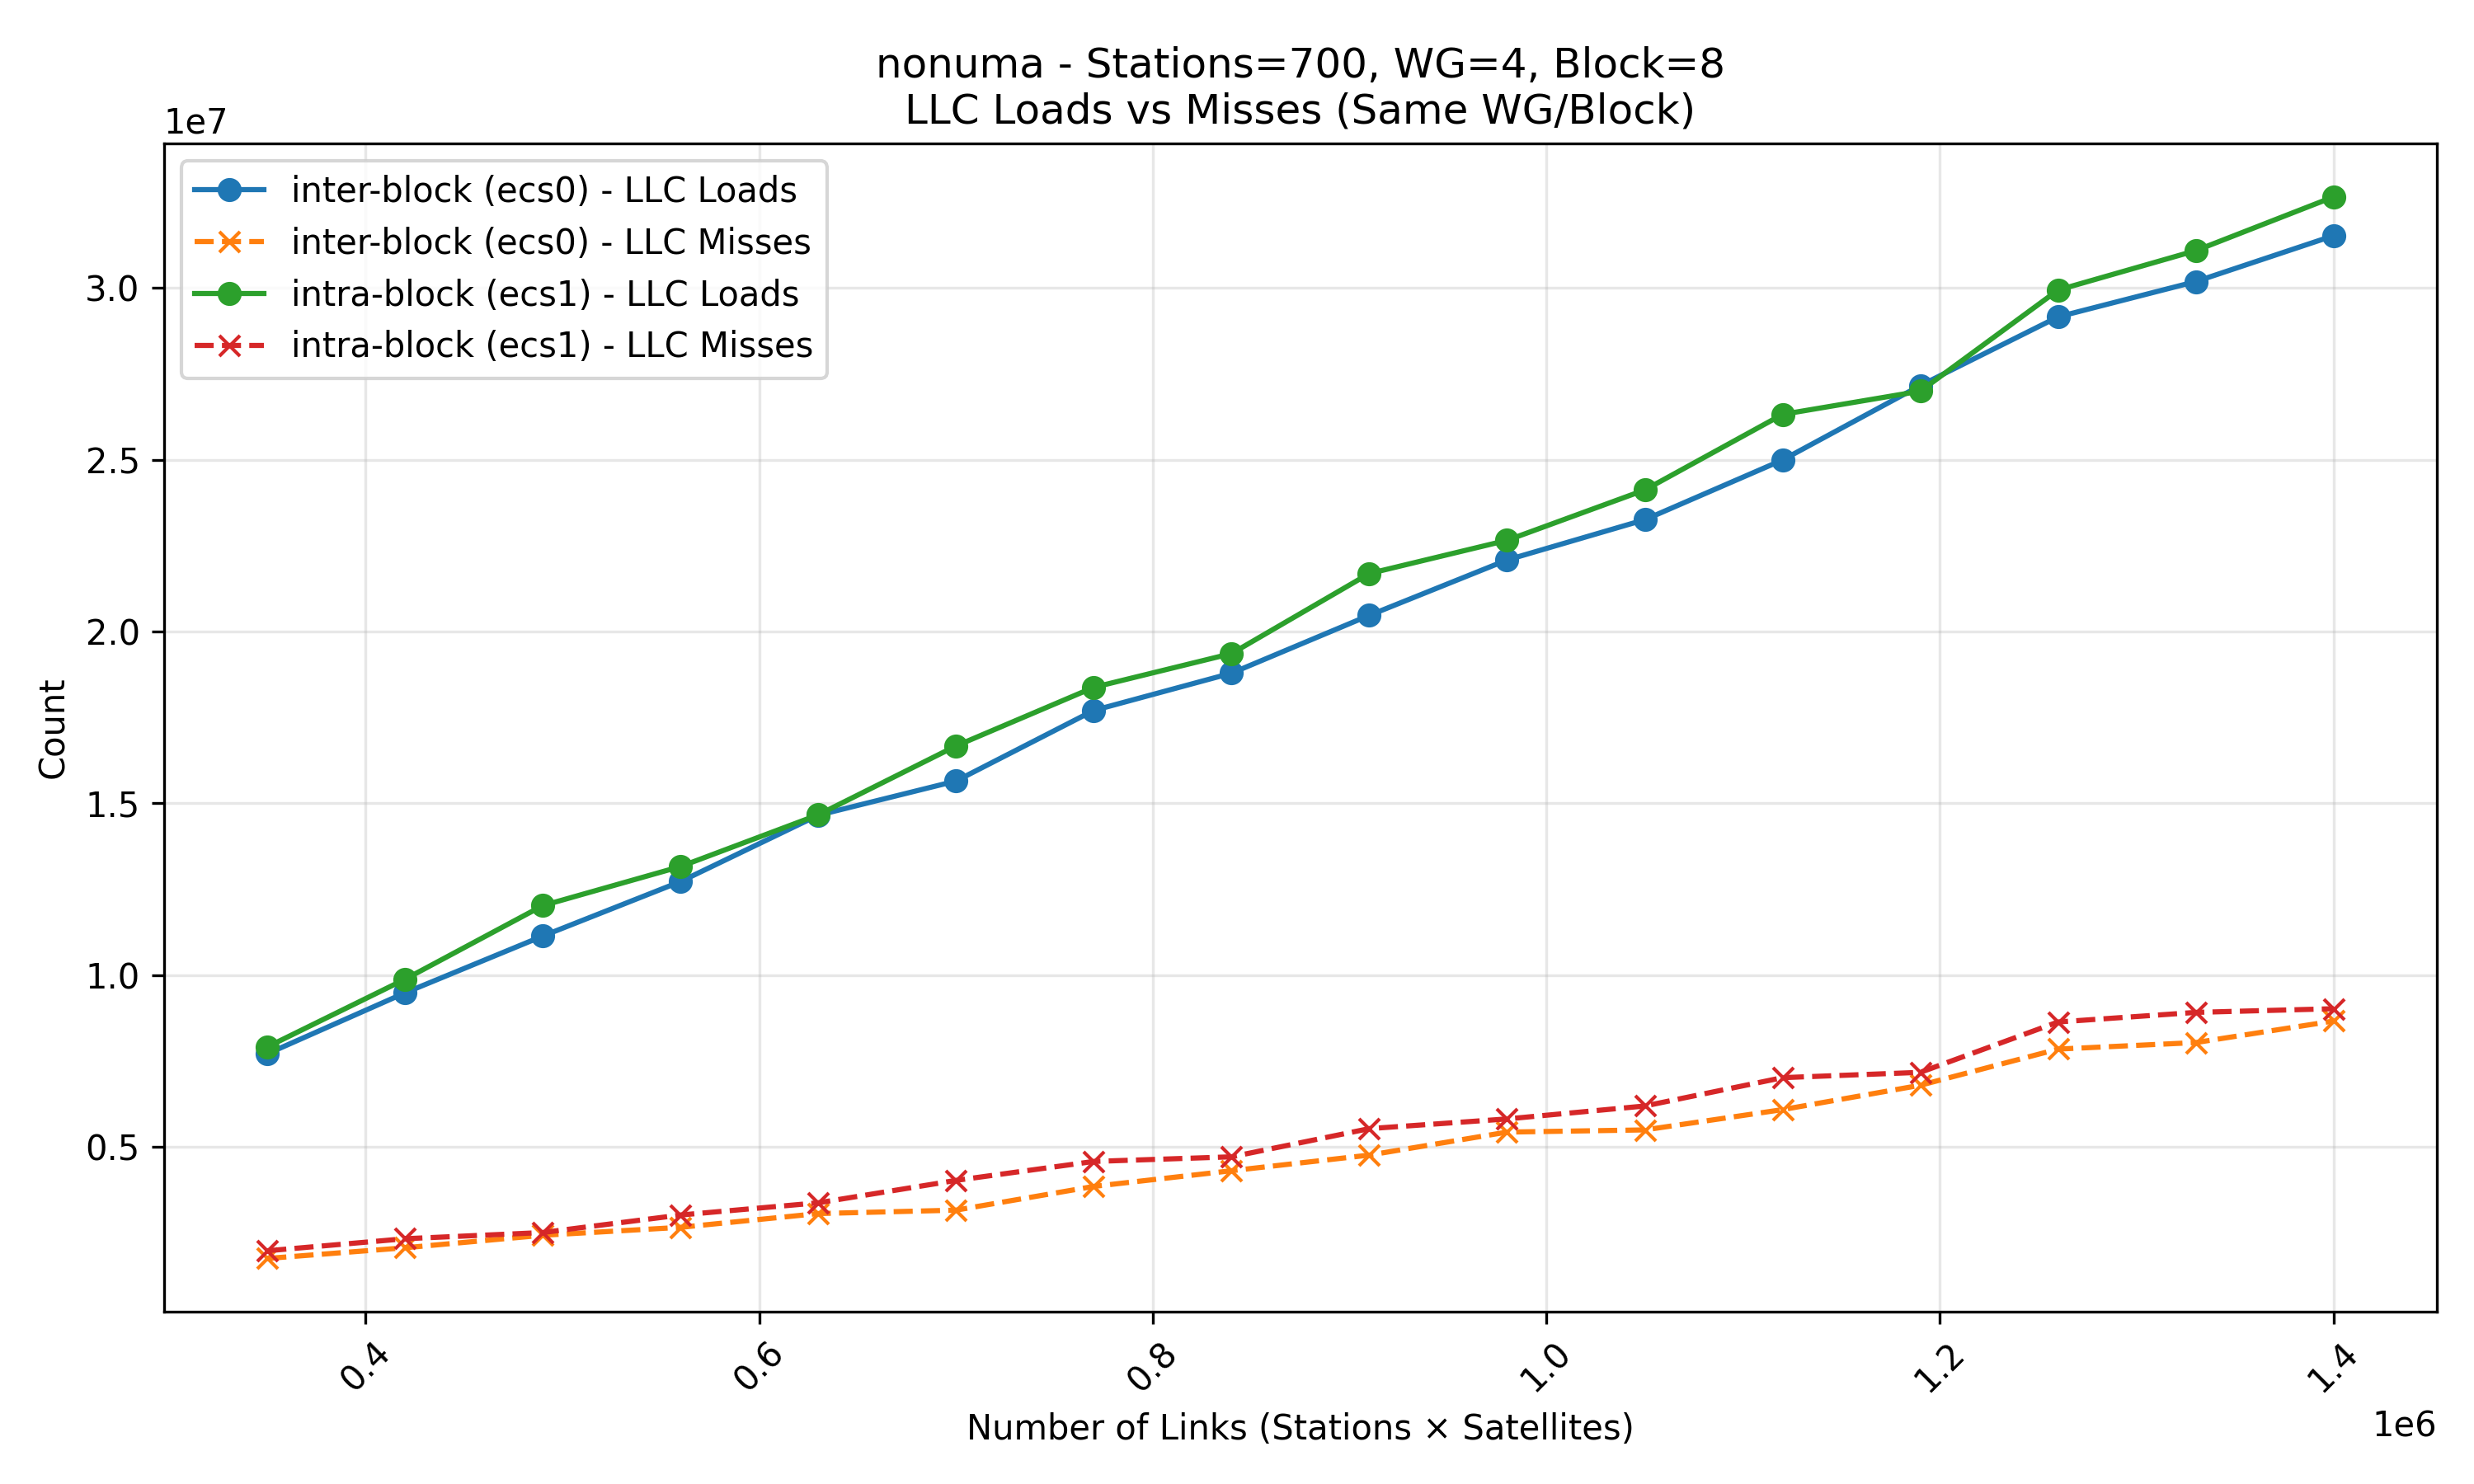 nonuma - Stations=700, WG=4, Block=8
LLC Loads vs Misses (Same WG/Block)
1e7
inter-block (ecs0) - LLC Loads
inter-block (ecs0) - LLC Misses
intra-block (ecs1) - LLC Loads
intra-block (ecs1) - LLC Misses
3.0
2.5
2.0
1.5
1.0
0.5
Count
0.4
0.6
0.8
1.0
1.2
1.4
Number of Links (Stations × Satellites)
1e6